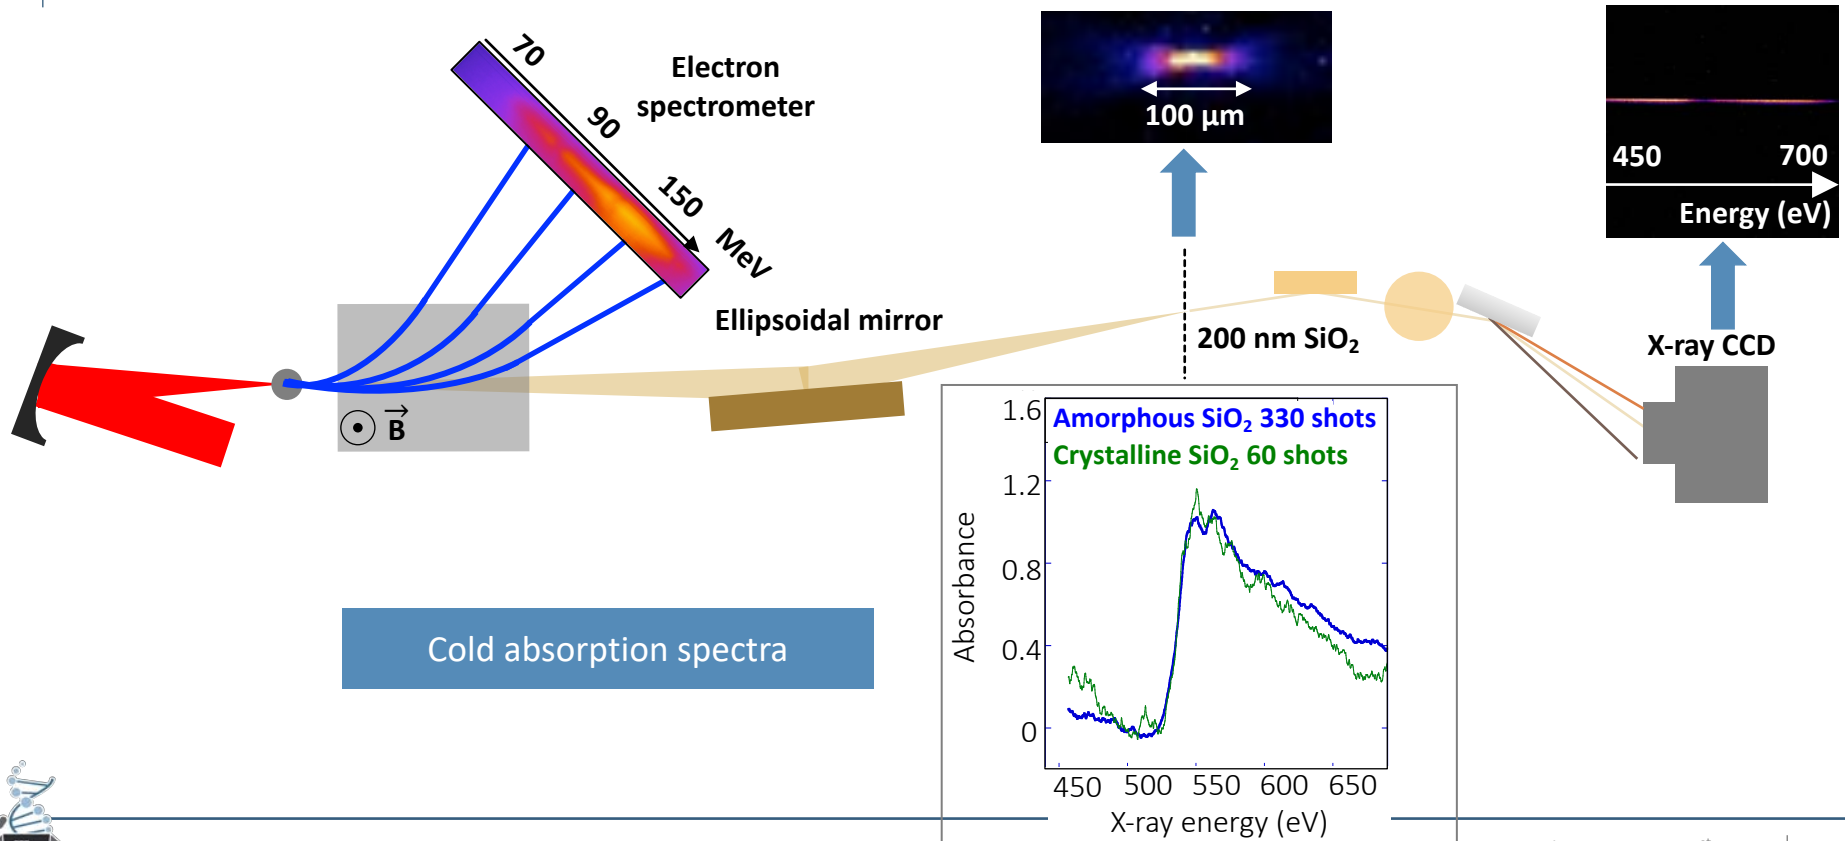 70
90
150
MeV
Electron
spectrometer
100 µm
450 700
Energy (eV)
Ellipsoidal mirror
200 nm SiO₂
X-ray CCD
B
Amorphous SiO₂ 330 shots
Crystalline SiO₂ 60 shots
1.6
1.2
0.8
0.4
0
Absorbance
450 500 550 600 650
X-ray energy (eV)
Cold absorption spectra